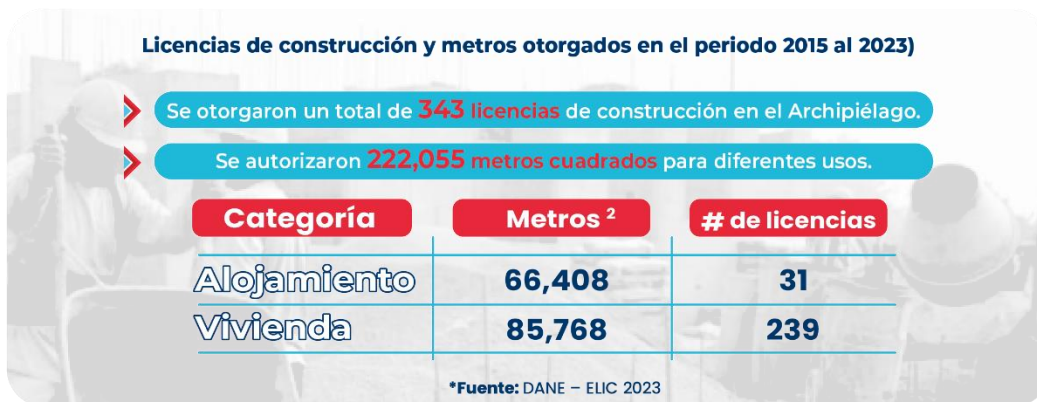 Licencias de construcción y metros otorgados en el periodo 2015 al 2023)
Se otorgaron un total de 343 licencias de construcción en el Archipiélago.
Se autorizaron 222,055 metros cuadrados para diferentes usos.
Categoría Metros ² # de licencias
Alojamiento 66,408 31
Vivienda 85,768 239
*Fuente: DANE – ELIC 2023